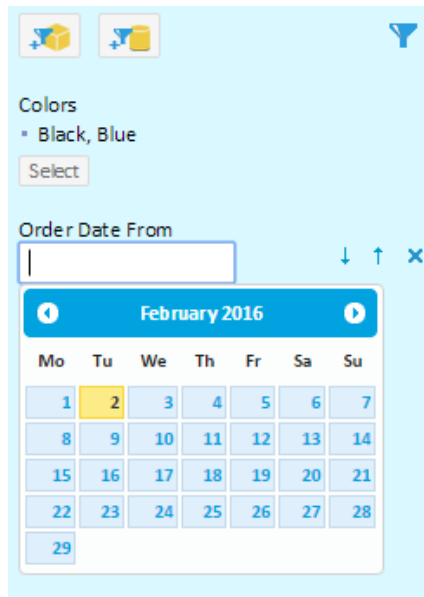 Colors
Black, Blue
Select
Order Date From
February 2016
Mo Tu We Th Fr Sa Su
1 2 3 4 5 6 7
8 9 10 11 12 13 14
15 16 17 18 19 20 21
22 23 24 25 26 27 28
29